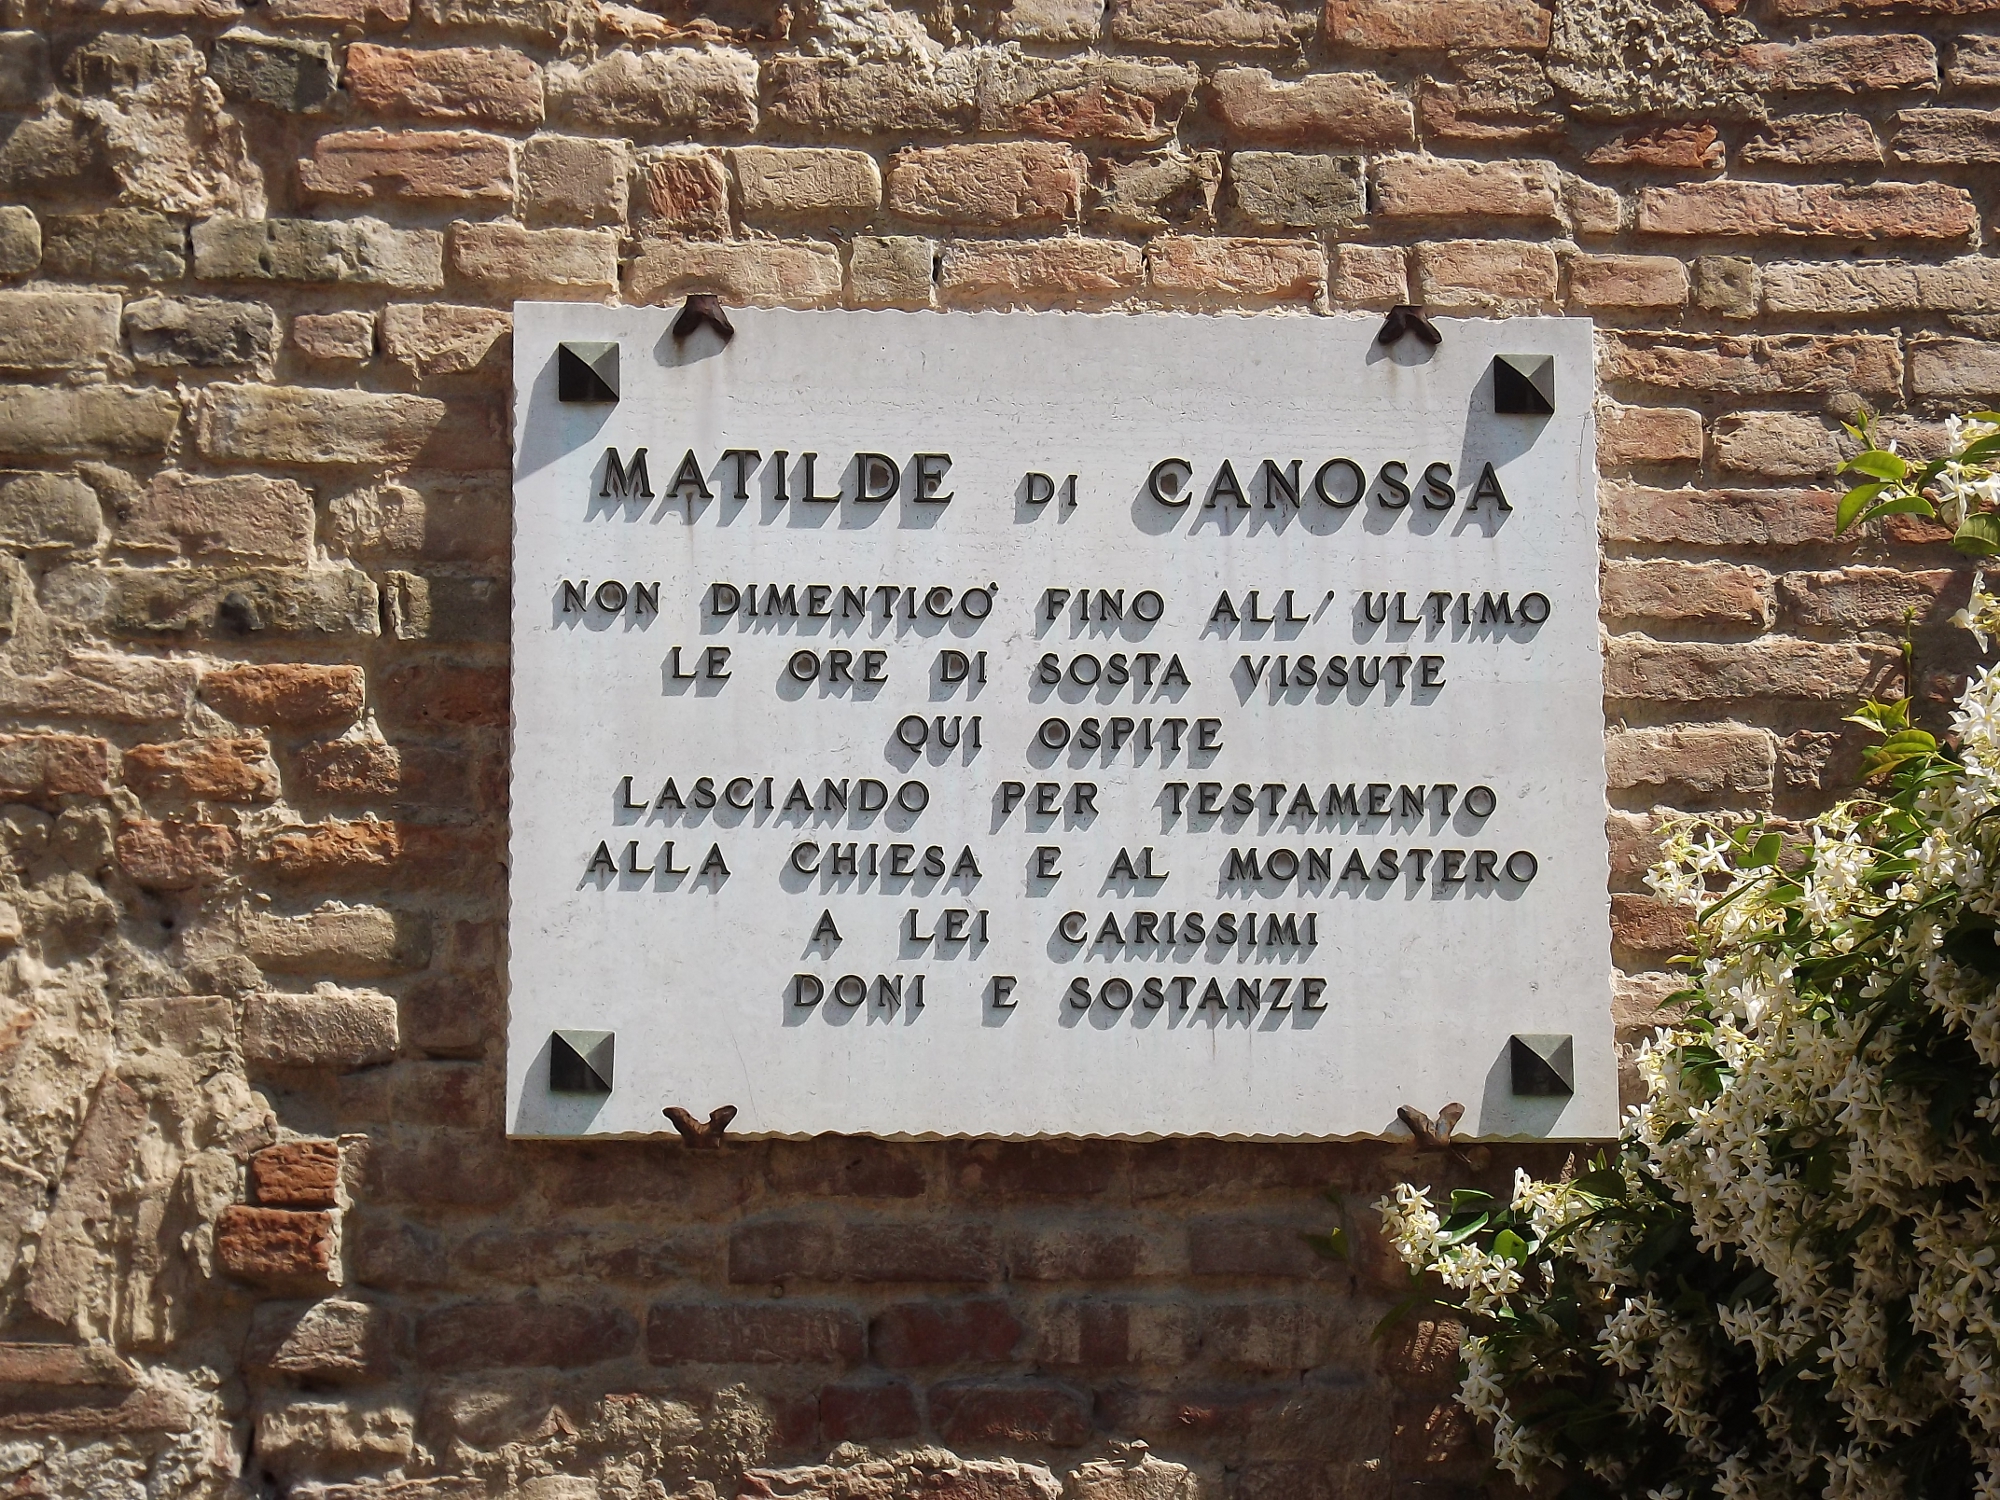 MATILDE DI CANOSSA
NON DIMENTICO' FINO ALL'ULTIMO
LE ORE DI SOSTA VISSUTE
QUI OSPITE
LASCIANDO PER TESTAMENTO
ALLA CHIESA E AL MONASTERO
A LEI CARISSIMI
DONI E SOSTANZE